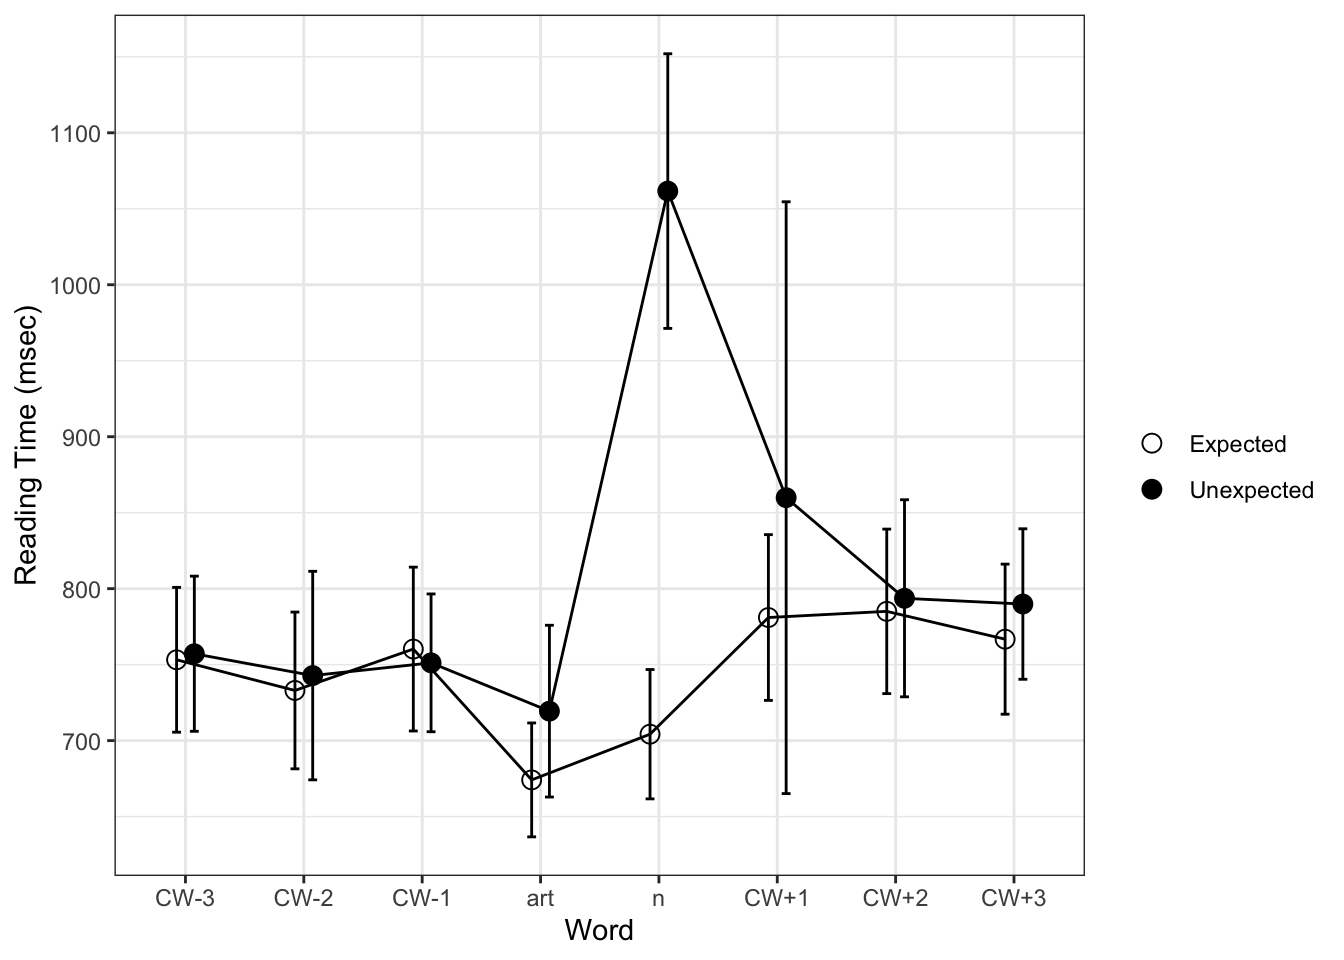 Reading Time (msec)
1100
1000
900
800
700
CW-3 CW-2 CW-1 art n CW+1 CW+2 CW+3
Word
Expected
Unexpected